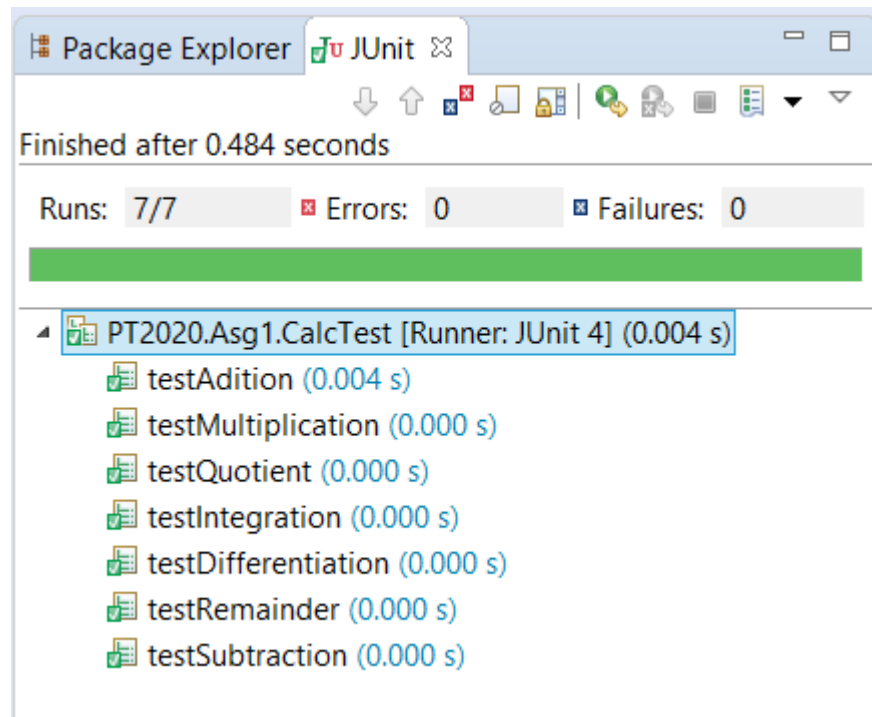 Package Explorer JUnit
Finished after 0.484 seconds
Runs: 7/7 Errors: 0 Failures: 0
PT2020.Asg1.CalcTest [Runner: JUnit 4] (0.004 s)
testAdition (0.004 s)
testMultiplication (0.000 s)
testQuotient (0.000 s)
testIntegration (0.000 s)
testDifferentiation (0.000 s)
testRemainder (0.000 s)
testSubtraction (0.000 s)